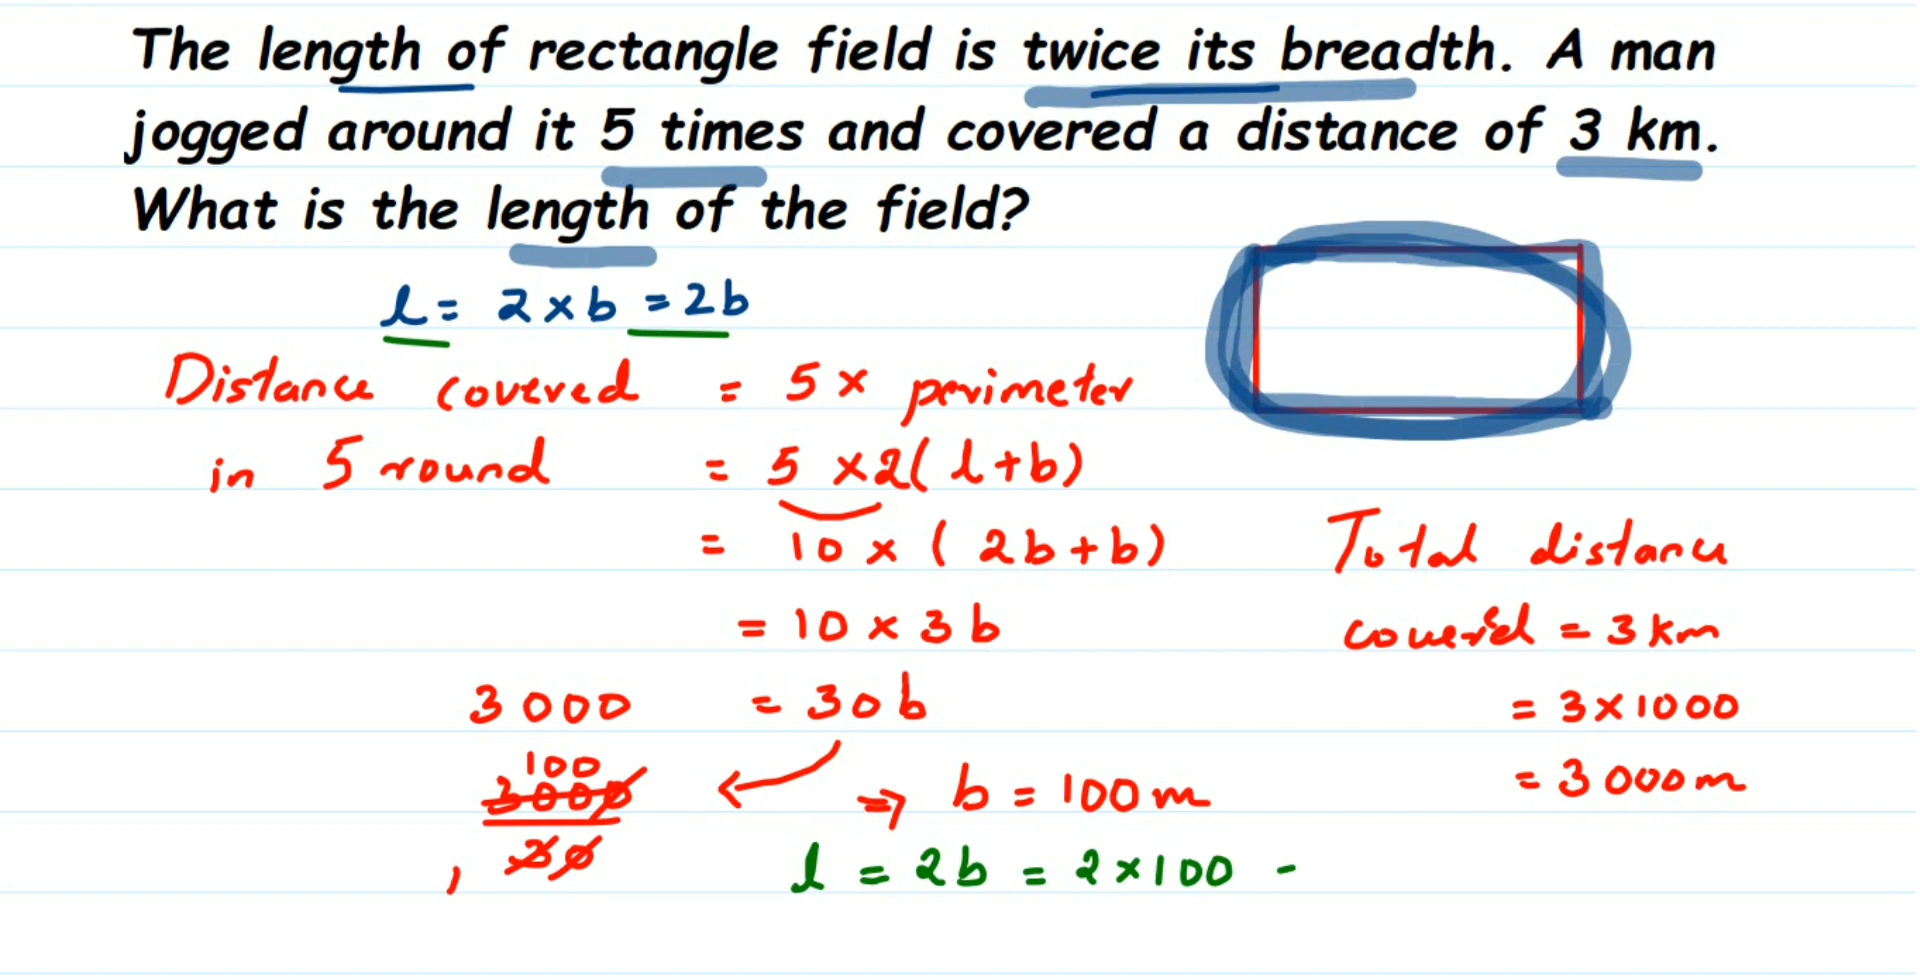 The length of rectangle field is twice its breadth. A man
jogged around it 5 times and covered a distance of 3 km.
What is the length of the field?
l = 2 × b = 2b
Distance covered = 5 × perimeter
in 5 round = 5 × 2 ( l + b )
= 10 × ( 2b + b )
= 10 × 3b
3000 = 30b
100
3000
30
1
⇒ b = 100 m
l = 2b = 2 × 100 -
Total distance
covered = 3 km
= 3 × 1000
= 3000 m